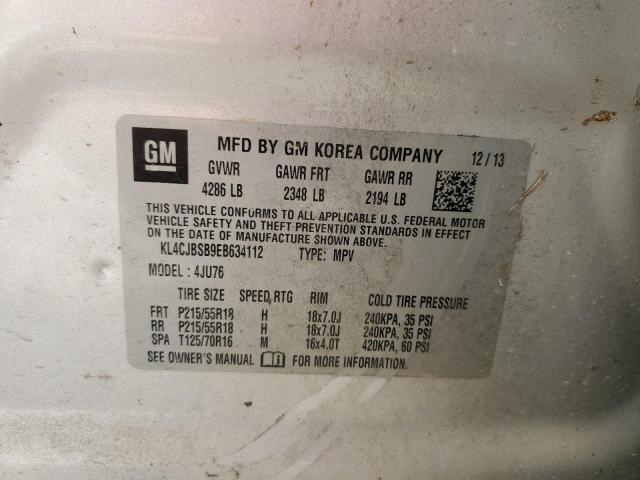 GM
MFD BY GM KOREA COMPANY 12/13
GVWR GAWR FRT GAWR RR
4286 LB 2348 LB 2194 LB
THIS VEHICLE CONFORMS TO ALL APPLICABLE U.S. FEDERAL MOTOR
VEHICLE SAFETY AND THEFT PREVENTION STANDARDS IN EFFECT
ON THE DATE OF MANUFACTURE SHOWN ABOVE.
KL4CJBSB9EB634112 TYPE: MPV
MODEL : 4JU76
TIRE SIZE SPEED RTG RIM COLD TIRE PRESSURE
FRT P215/55R18 H 18x7.0J 240KPA, 35 PSI
RR P215/55R18 H 18x7.0J 240KPA, 35 PSI
SPA T125/70R16 M 16x4.0T 420KPA, 60 PSI
SEE OWNER'S MANUAL FOR MORE INFORMATION.